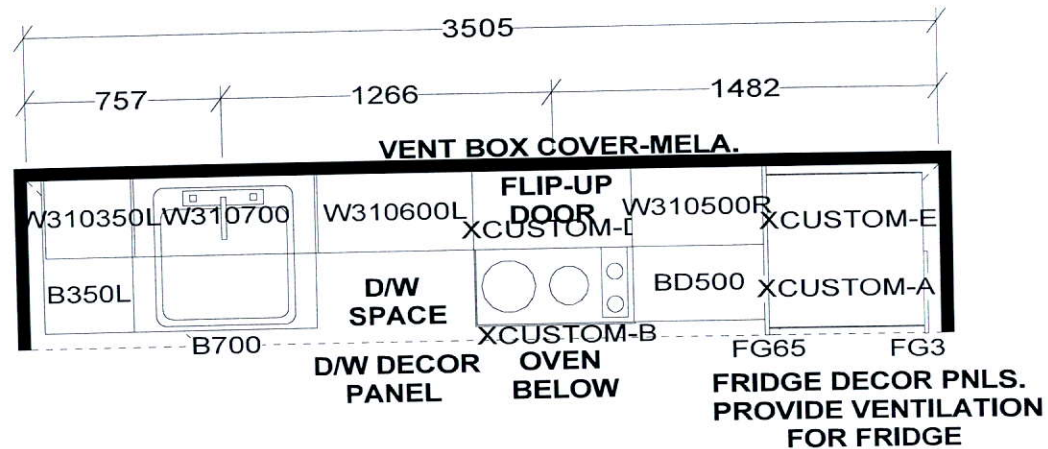 3505
757
1266
1482
VENT BOX COVER-MELA.
FLIP-UP
DOOR
W310350L
W310700
W310600L
XCUSTOM-D
W310500R
XCUSTOM-E
B350L
D/W
SPACE
BD500
XCUSTOM-A
B700
XCUSTOM-B
FG65
FG3
D/W DECOR
PANEL
OVEN
BELOW
FRIDGE DECOR PNLS.
PROVIDE VENTILATION
FOR FRIDGE